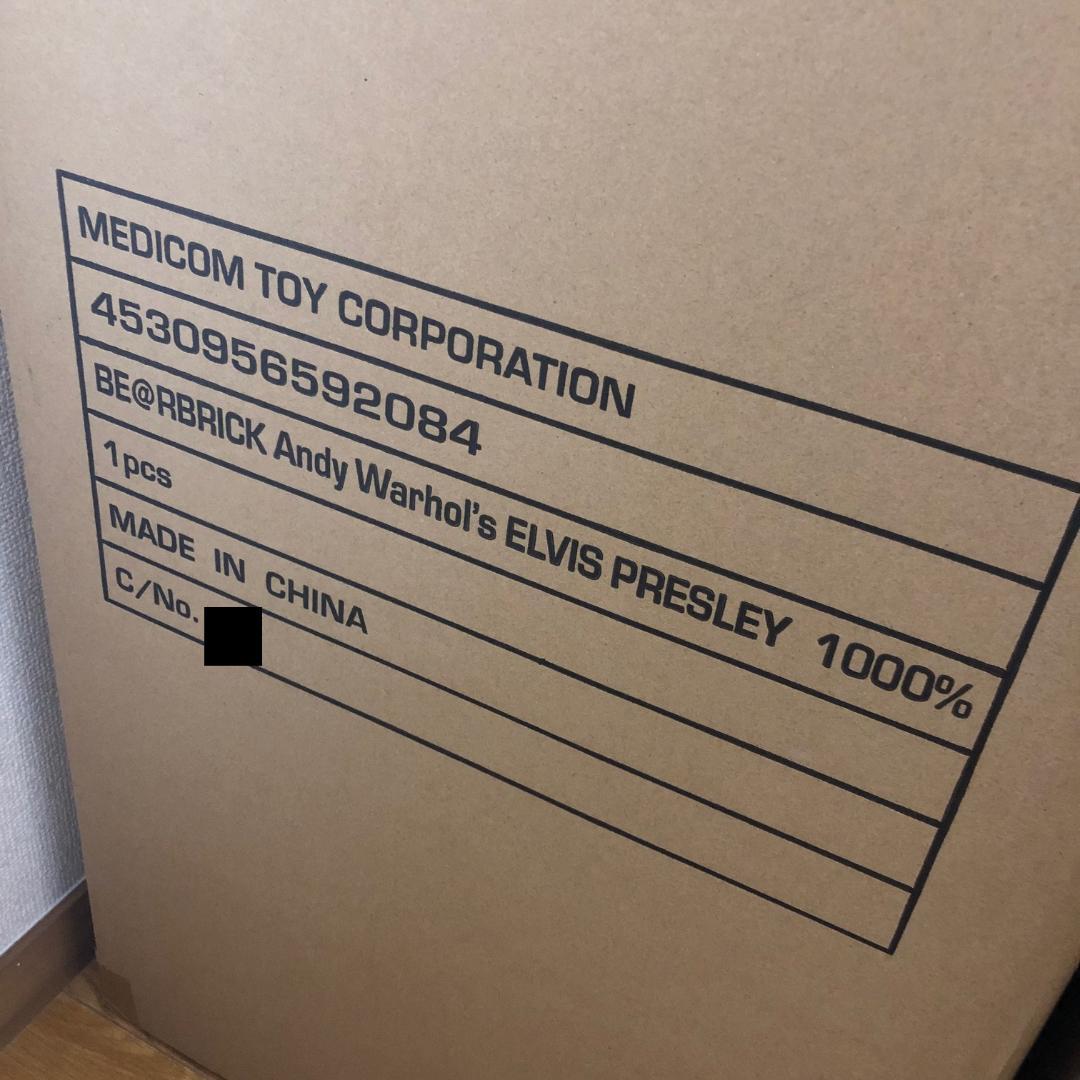 MEDICOM TOY CORPORATION
4530956592084
BE@RBRICK Andy Warhol's ELVIS PRESLEY 1000%
1pcs
MADE IN CHINA
C/No.